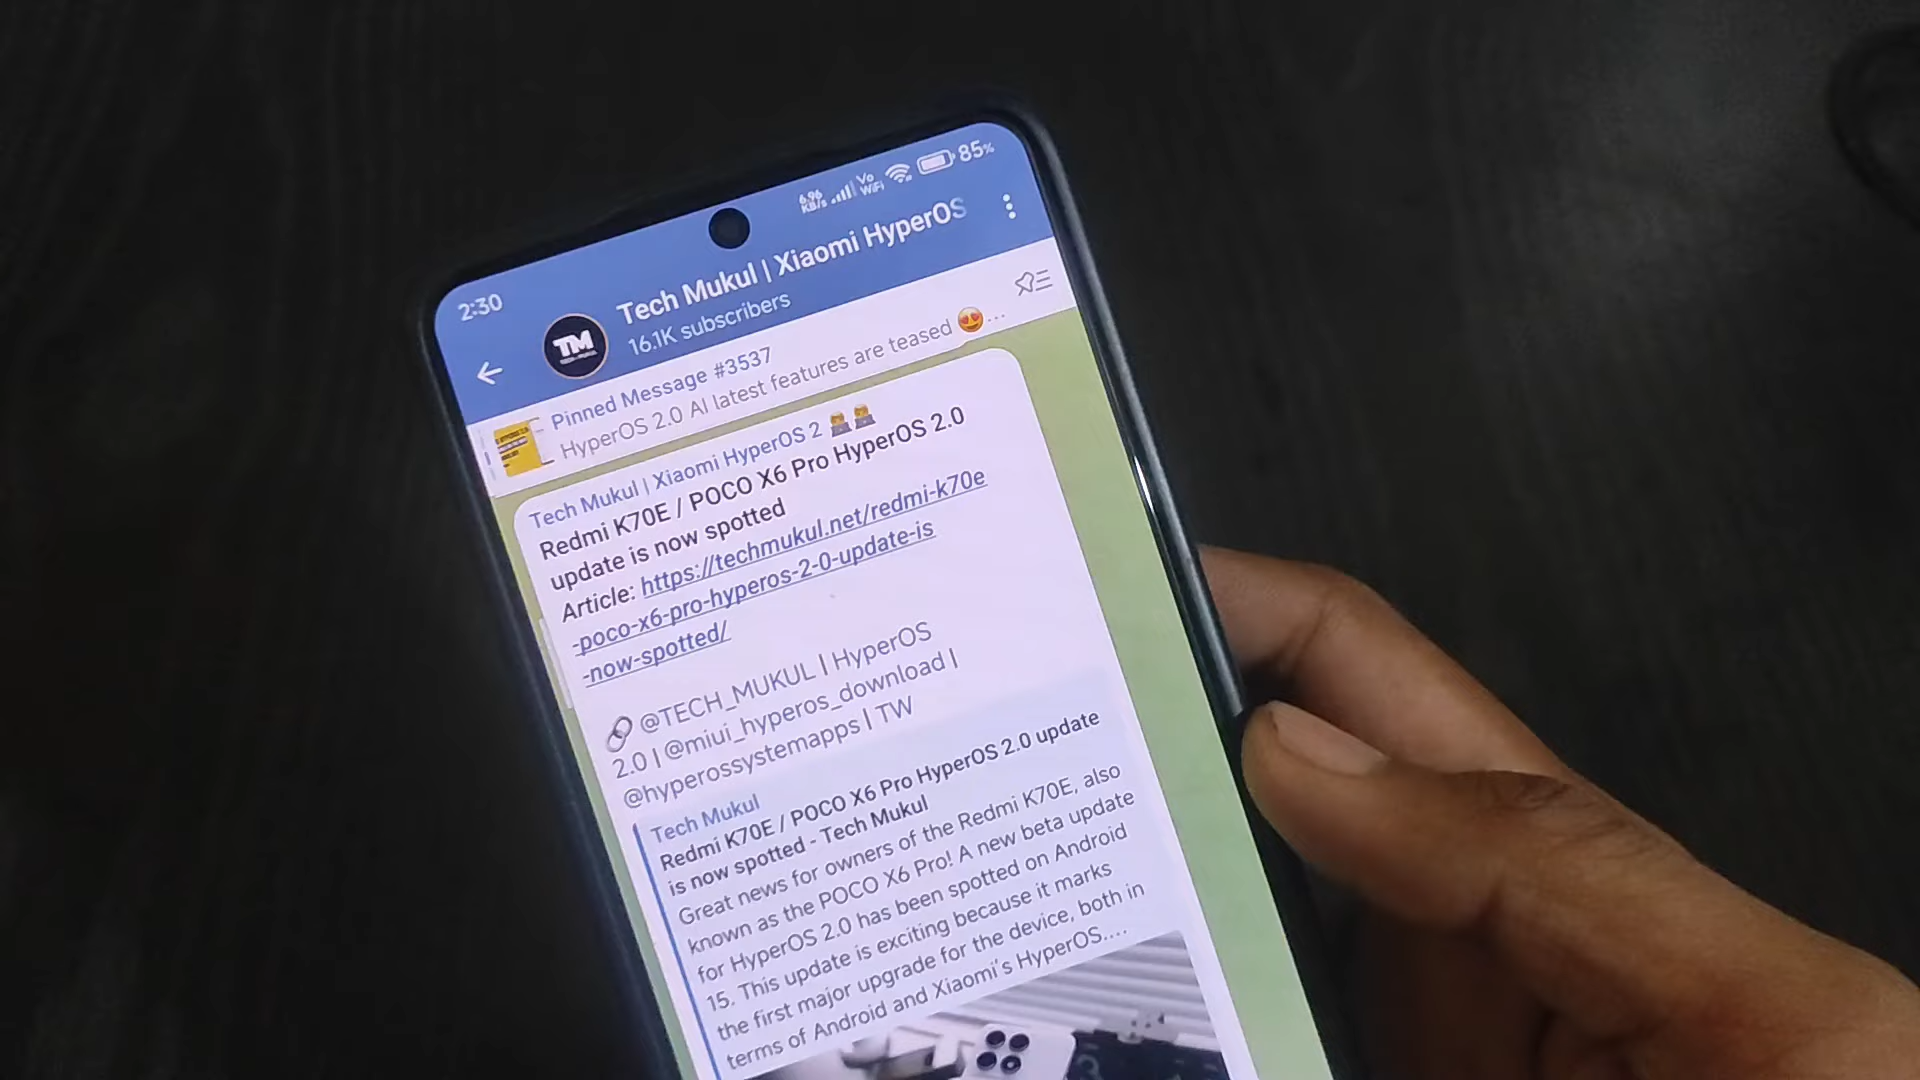 2:30
6.96 KB/s
Vo WiFi
85%
TM
Tech Mukul | Xiaomi HyperOS
16.1K subscribers
Pinned Message #3537
HyperOS 2.0 AI latest features are teased 😍...
Tech Mukul | Xiaomi HyperOS 2 👨‍💻👨‍💻
Redmi K70E / POCO X6 Pro HyperOS 2.0
update is now spotted
Article: https://techmukul.net/redmi-k70e
-poco-x6-pro-hyperos-2-0-update-is
-now-spotted/
🔗 @TECH_MUKUL | HyperOS
2.0 | @miui_hyperos_download |
@hyperossystemapps | TW
Tech Mukul
Redmi K70E / POCO X6 Pro HyperOS 2.0 update
is now spotted - Tech Mukul
Great news for owners of the Redmi K70E, also
known as the POCO X6 Pro! A new beta update
for HyperOS 2.0 has been spotted on Android
15. This update is exciting because it marks
the first major upgrade for the device, both in
terms of Android and Xiaomi's HyperOS....